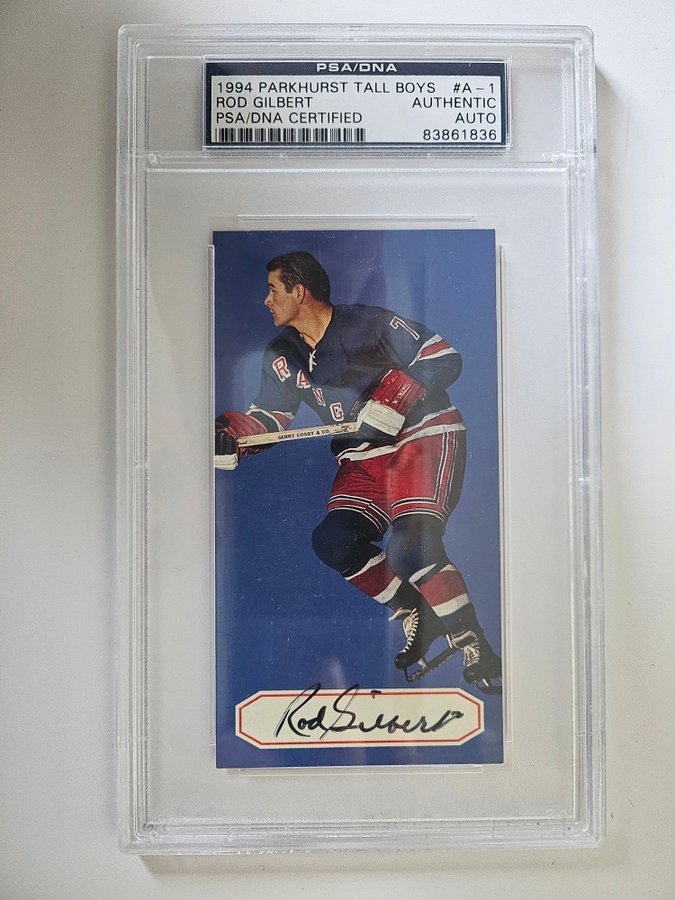 PSA/DNA
1994 PARKHURST TALL BOYS #A-1
ROD GILBERT AUTHENTIC
PSA/DNA CERTIFIED AUTO
83861836
7
RANG
GERRY COSBY & CO.
Rod Gilbert